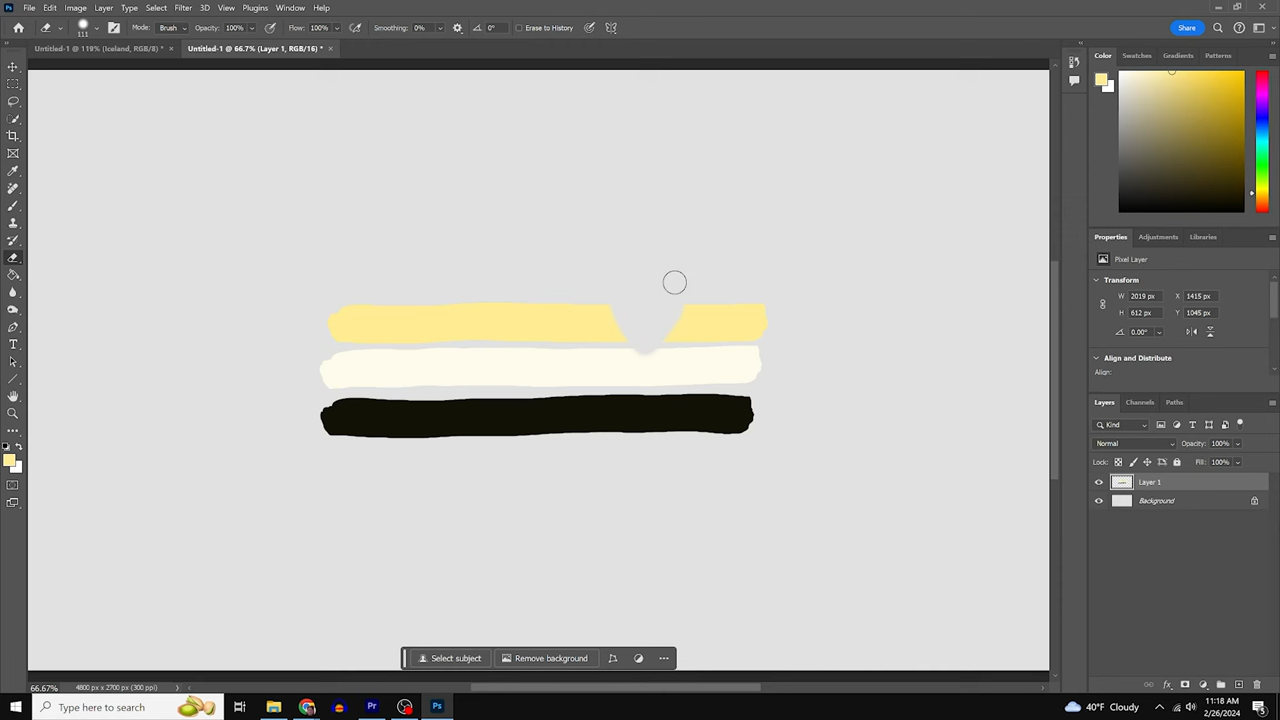 Ps File Edit Image Layer Type Select Filter 3D View Plugins Window Help
111 Mode: Brush Opacity: 100% Flow: 100% Smoothing: 0% 0° Erase to History Share
Untitled-1 @ 119% (Iceland, RGB/8) * × Untitled-1 @ 66.7% (Layer 1, RGB/16) * ×
Color Swatches Gradients Patterns
Properties Adjustments Libraries
Pixel Layer
Transform
W 2019 px X 1415 px
H 612 px Y 1045 px
0.00°
Align and Distribute
Align:
Layers Channels Paths
Kind
Normal Opacity: 100%
Lock: Fill: 100%
Layer 1
Background
Select subject Remove background
66.67% 4800 px x 2700 px (300 ppi)
Type here to search Pr Ps 40°F Cloudy 11:18 AM
2/26/2024